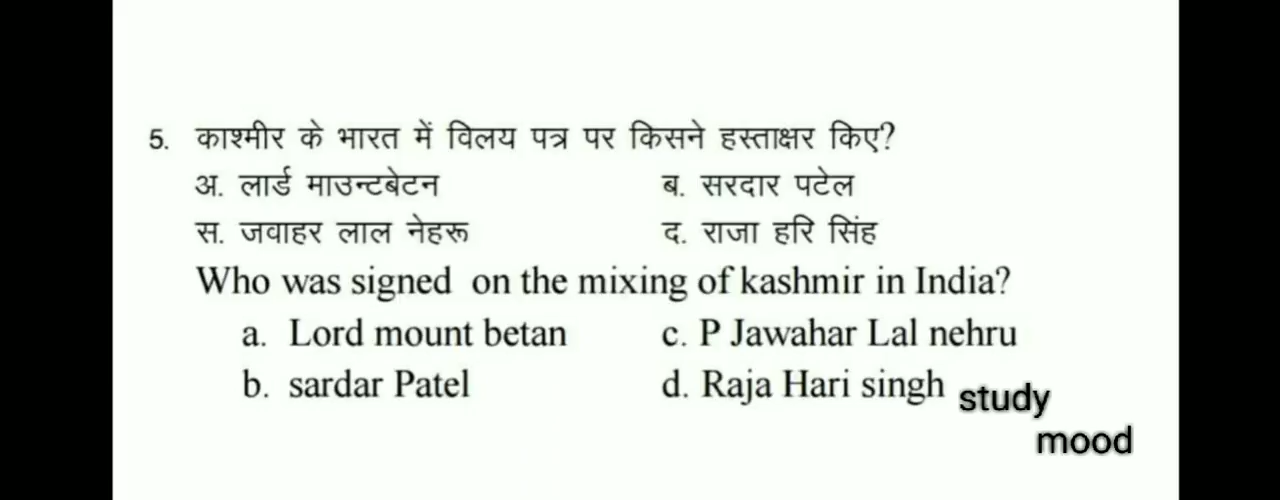 5. काश्मीर के भारत में विलय पत्र पर किसने हस्ताक्षर किए?
अ. लार्ड माउन्टबेटन ब. सरदार पटेल
स. जवाहर लाल नेहरू द. राजा हरि सिंह
Who was signed on the mixing of kashmir in India?
a. Lord mount betan c. P Jawahar Lal nehru
b. sardar Patel d. Raja Hari singh
study
mood